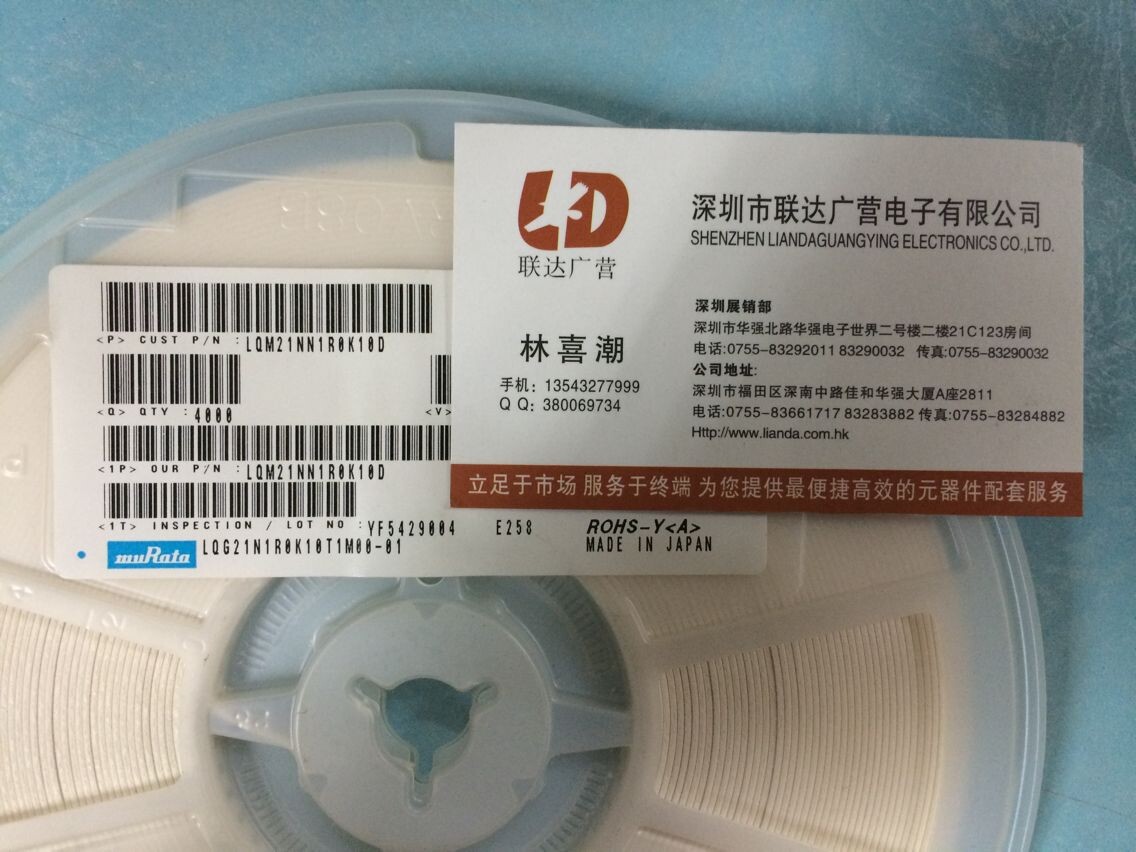 <P> CUST P/N : LQM21NN1R0K10D
<Q> QTY : 4000
<V>
<1P> OUR P/N : LQM21NN1R0K10D
<1T> INSPECTION / LOT NO : YF5429004 E258 ROHS-Y<A>
muRata LQG21N1R0K10T1M00-01 MADE IN JAPAN
LD
联达广营
深圳市联达广营电子有限公司
SHENZHEN LIANDAGUANGYING ELECTRONICS CO.,LTD.
林喜潮
手机：13543277999
Q Q：380069734
深圳展销部
深圳市华强北路华强电子世界二号楼二楼21C123房间
电话:0755-83292011 83290032 传真:0755-83290032
公司地址:
深圳市福田区深南中路佳和华强大厦A座2811
电话:0755-83661717 83283882 传真:0755-83284882
Http://www.lianda.com.hk
立足于市场 服务于终端 为您提供最便捷高效的元器件配套服务